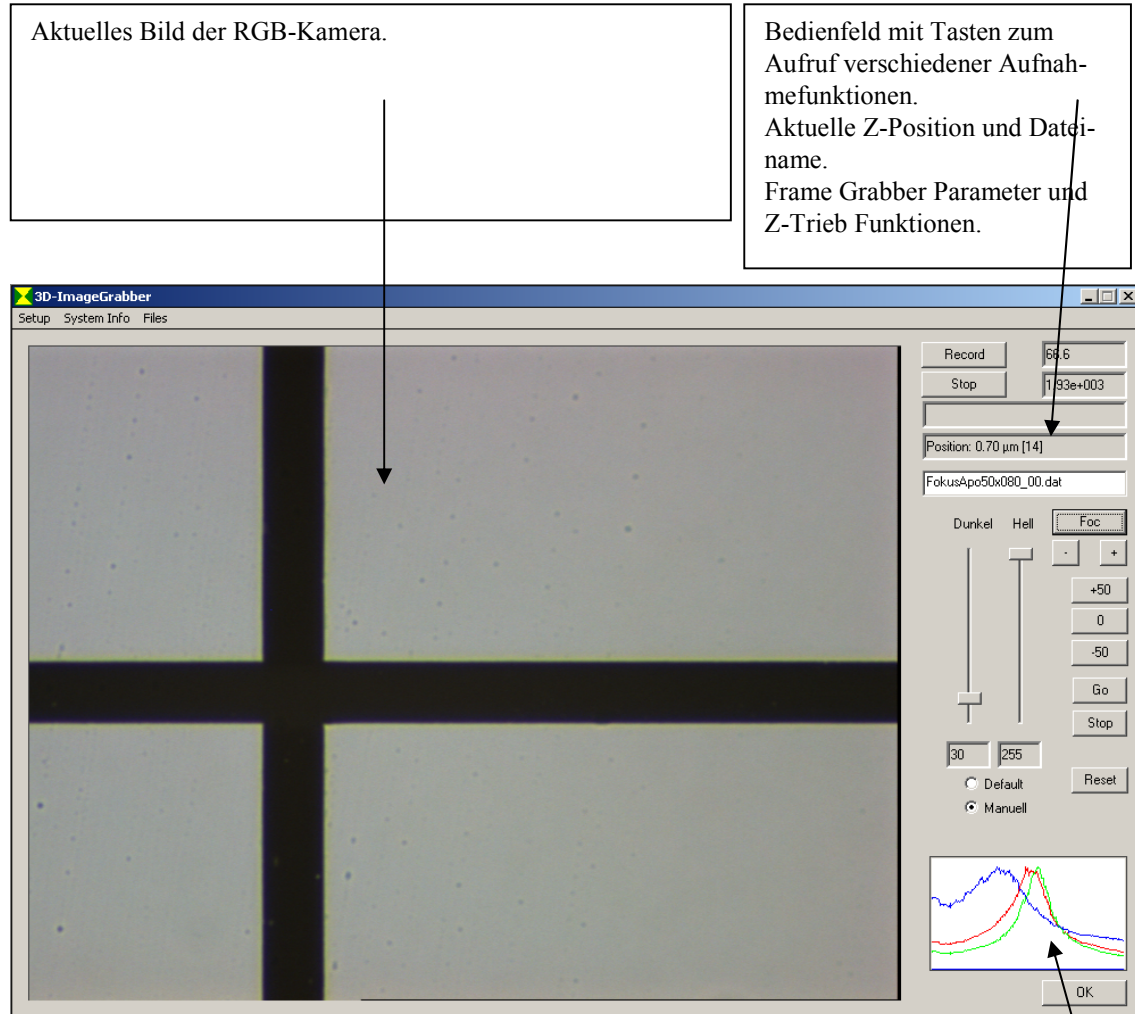 Aktuelles Bild der RGB-Kamera.
Bedienfeld mit Tasten zum
Aufruf verschiedener Aufnah-
mefunktionen.
Aktuelle Z-Position und Datei-
name.
Frame Grabber Parameter und
Z-Trieb Funktionen.
3D-ImageGrabber
Setup System Info Files
Record 66.6
Stop 1.93e+003
Position: 0.70 µm [14]
FokusApo50x080_00.dat
Dunkel Hell Foc
- +
+50
0
-50
Go
Stop
30 255
Default Reset
Manuell
OK